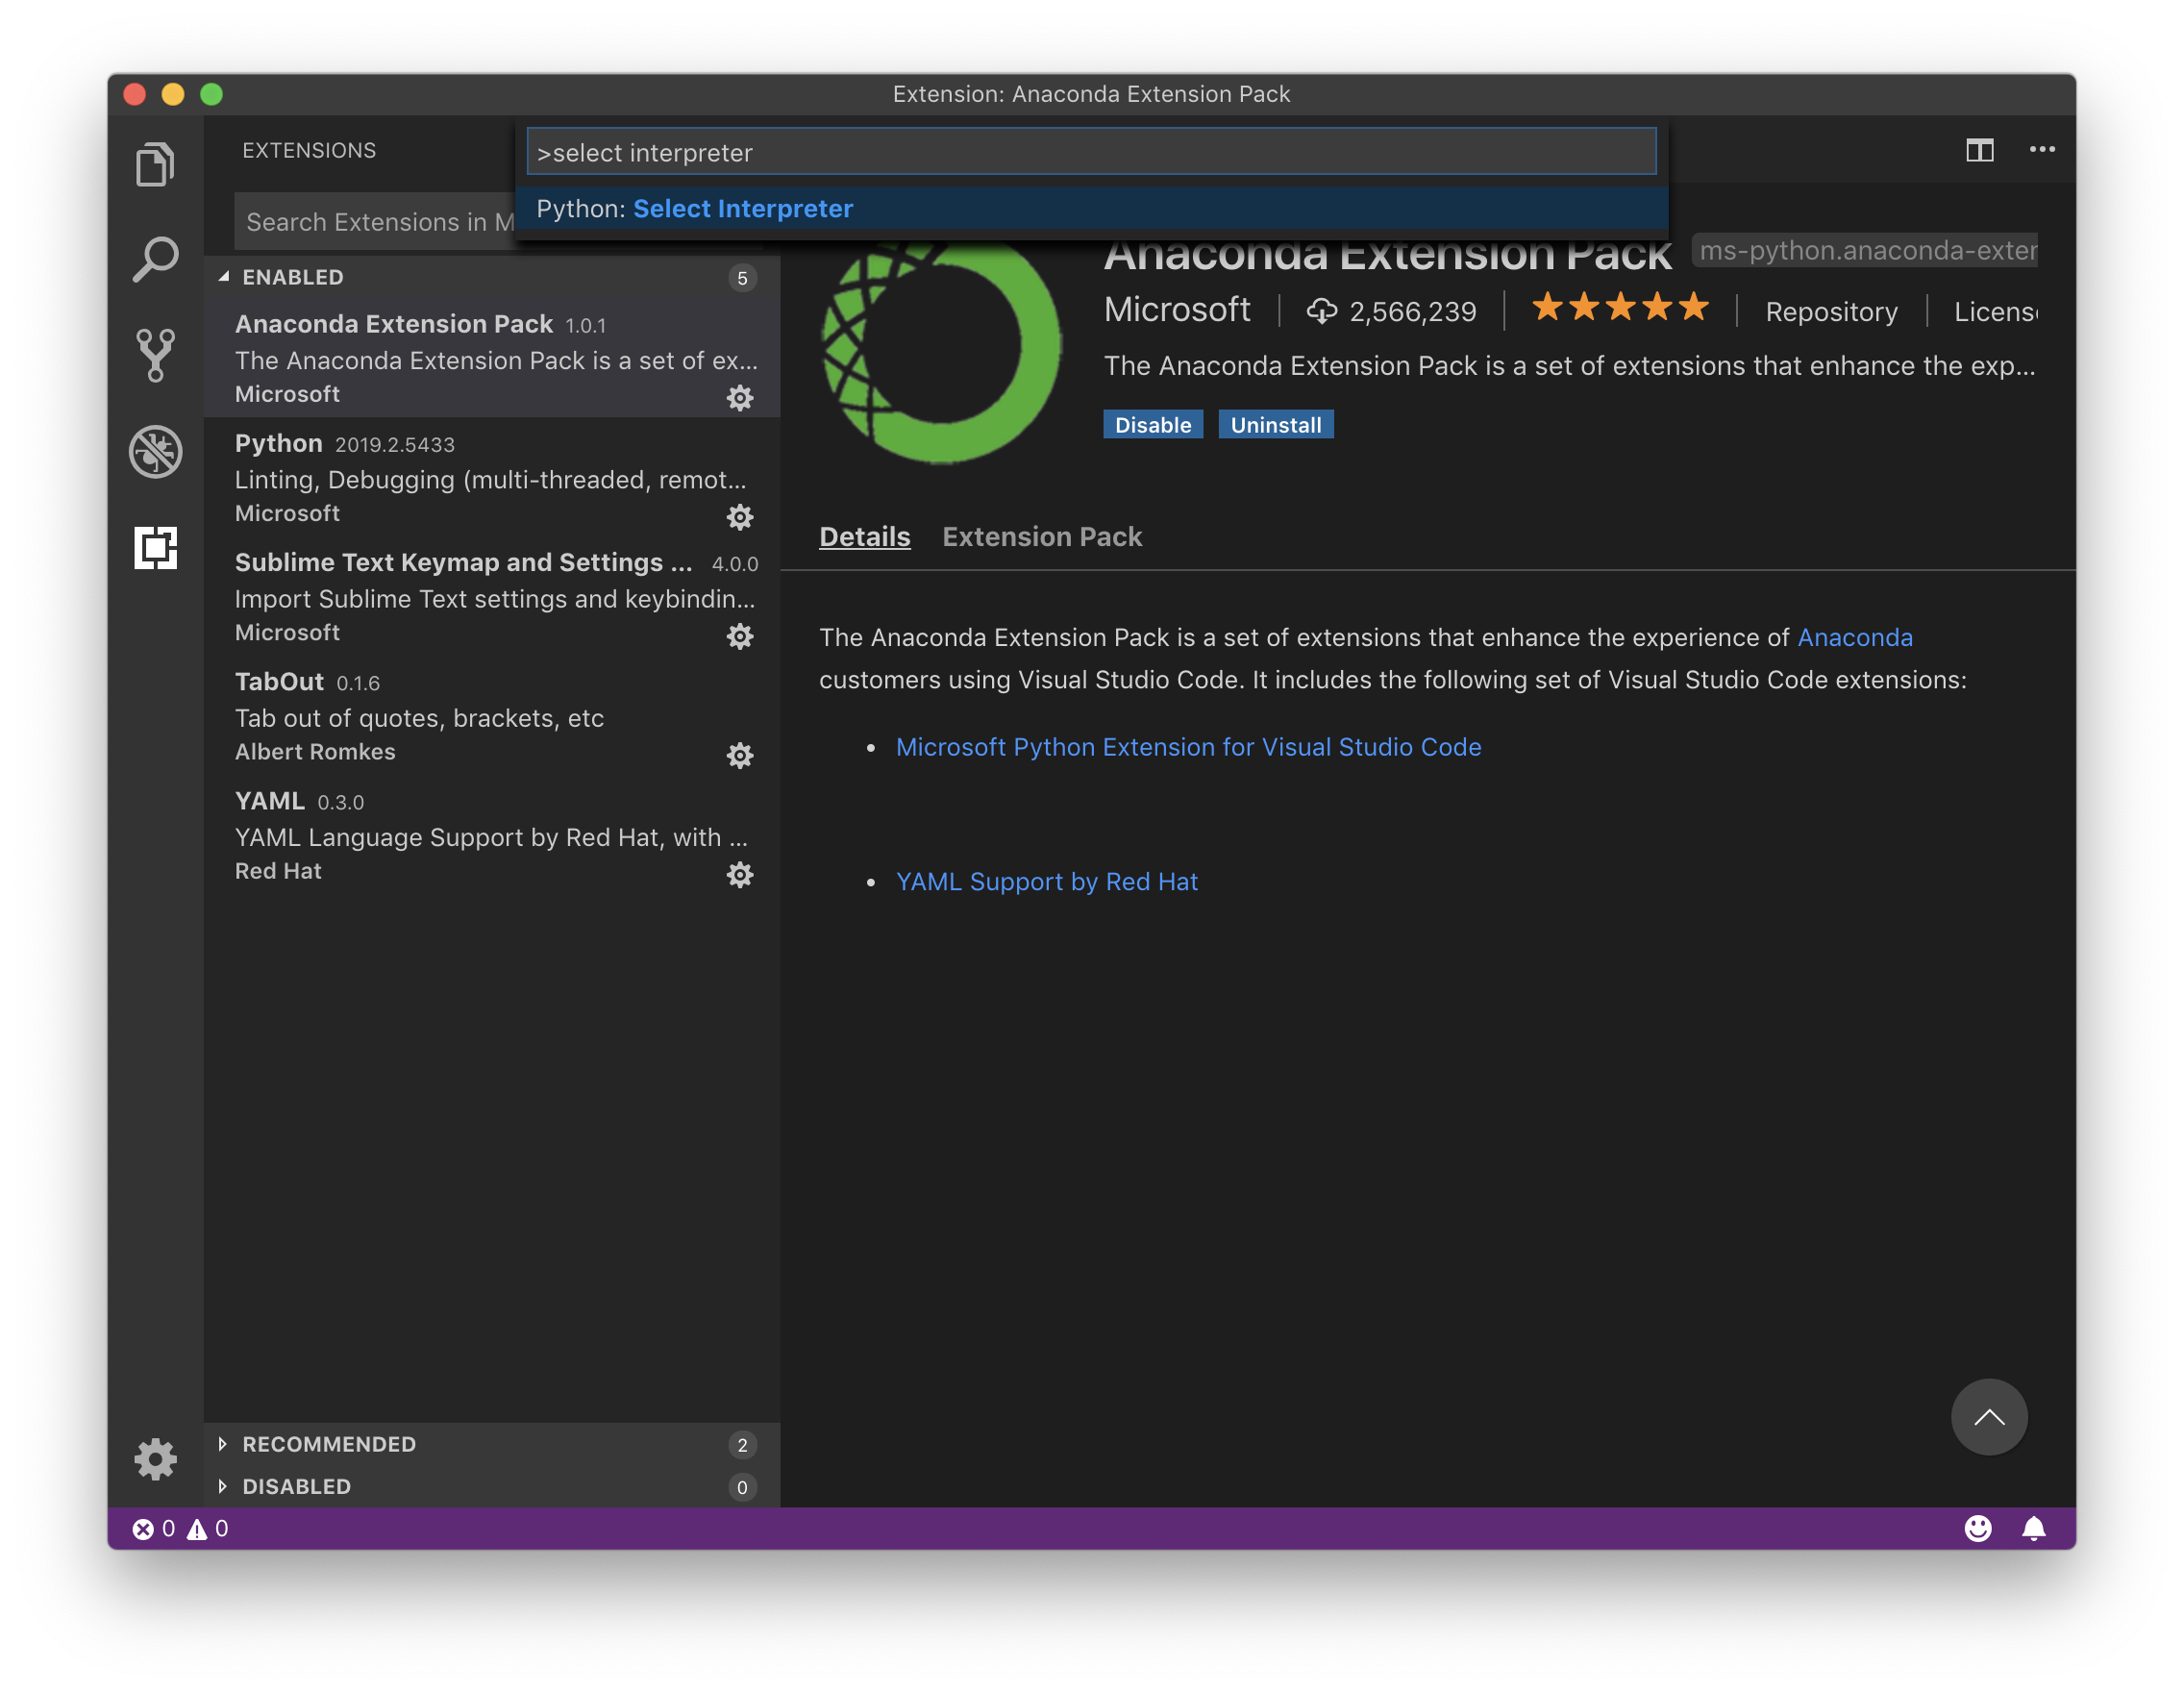 Extension: Anaconda Extension Pack
EXTENSIONS
>select interpreter
Python: Select Interpreter
Search Extensions in M
ENABLED 5
Anaconda Extension Pack 1.0.1
The Anaconda Extension Pack is a set of ex...
Microsoft
Python 2019.2.5433
Linting, Debugging (multi-threaded, remot...
Microsoft
Sublime Text Keymap and Settings ... 4.0.0
Import Sublime Text settings and keybindin...
Microsoft
TabOut 0.1.6
Tab out of quotes, brackets, etc
Albert Romkes
YAML 0.3.0
YAML Language Support by Red Hat, with ...
Red Hat
RECOMMENDED 2
DISABLED 0
Anaconda Extension Pack ms-python.anaconda-exter
Microsoft 2,566,239 Repository Licens
The Anaconda Extension Pack is a set of extensions that enhance the exp...
Disable Uninstall
Details Extension Pack
The Anaconda Extension Pack is a set of extensions that enhance the experience of Anaconda
customers using Visual Studio Code. It includes the following set of Visual Studio Code extensions:
• Microsoft Python Extension for Visual Studio Code
• YAML Support by Red Hat
0 0